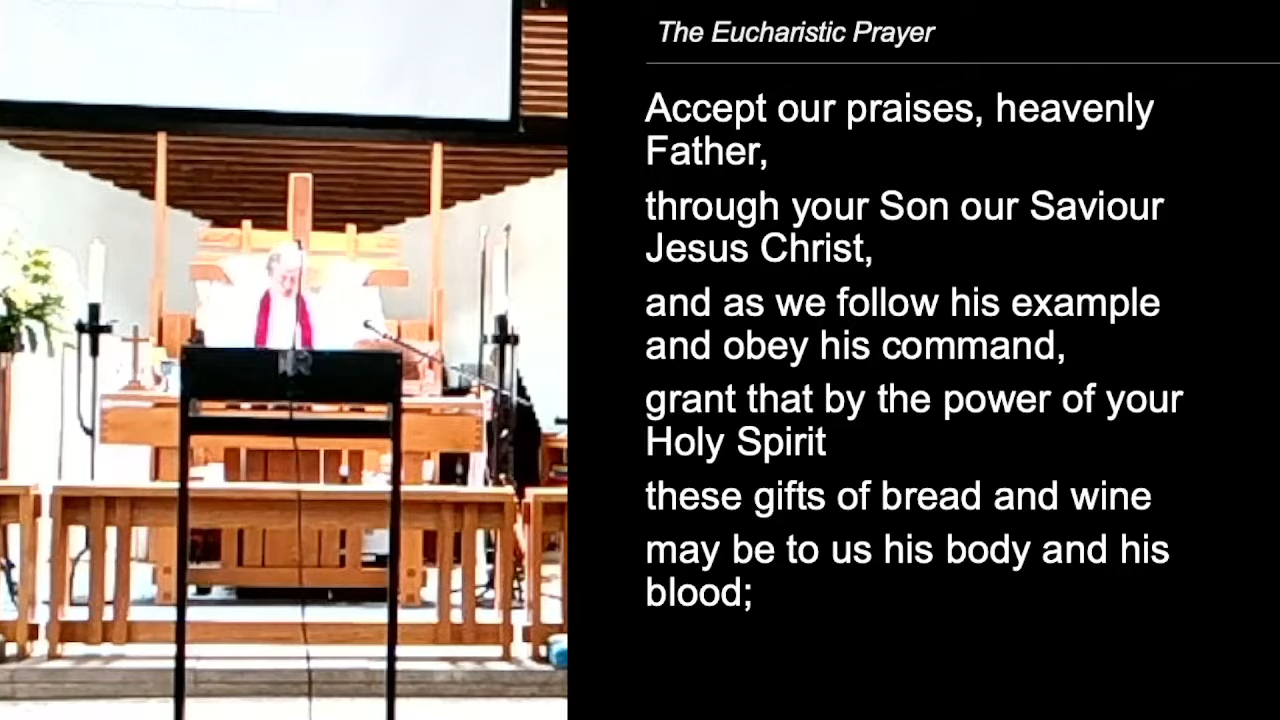 The Eucharistic Prayer
Accept our praises, heavenly
Father,
through your Son our Saviour
Jesus Christ,
and as we follow his example
and obey his command,
grant that by the power of your
Holy Spirit
these gifts of bread and wine
may be to us his body and his
blood;